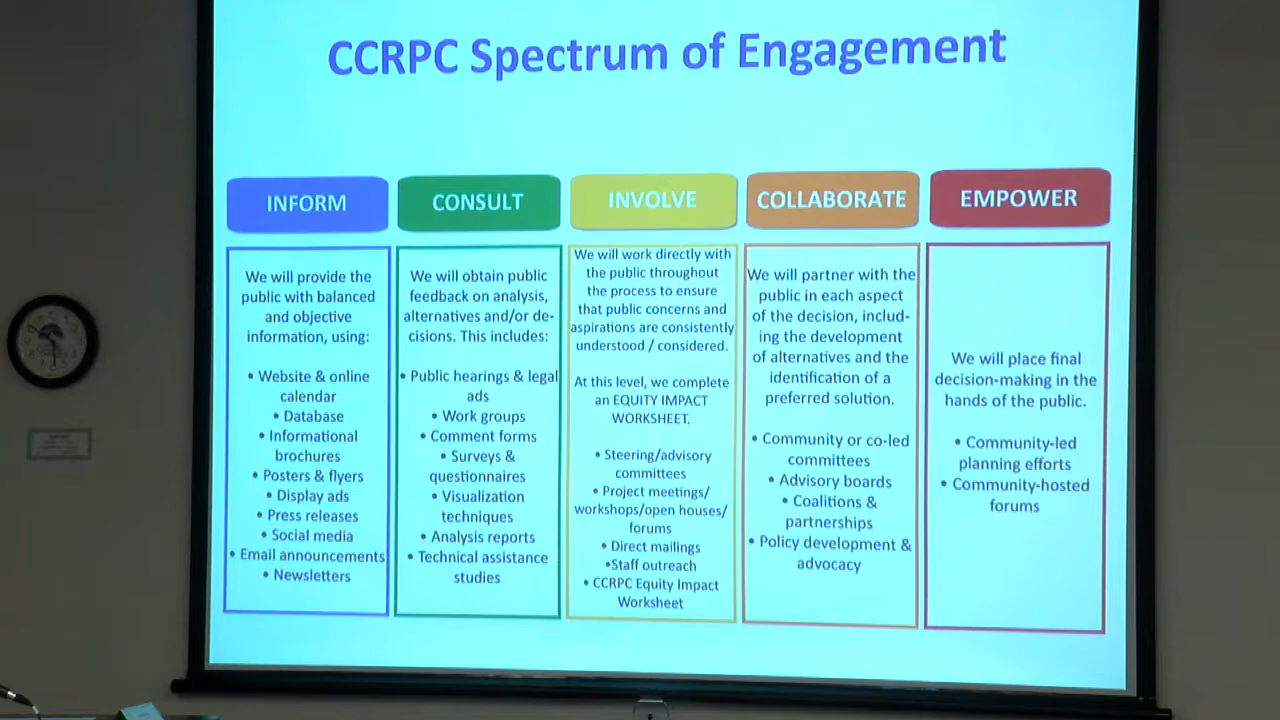 CCRPC Spectrum of Engagement
INFORM
We will provide the
public with balanced
and objective
information, using:
• Website & online
calendar
• Database
• Informational
brochures
• Posters & flyers
• Display ads
• Press releases
• Social media
• Email announcements
• Newsletters
CONSULT
We will obtain public
feedback on analysis,
alternatives and/or de-
cisions. This includes:
• Public hearings & legal
ads
• Work groups
• Comment forms
• Surveys &
questionnaires
• Visualization
techniques
• Analysis reports
• Technical assistance
studies
INVOLVE
We will work directly with
the public throughout
the process to ensure
that public concerns and
aspirations are consistently
understood / considered.
At this level, we complete
an EQUITY IMPACT
WORKSHEET.
• Steering/advisory
committees
• Project meetings/
workshops/open houses/
forums
• Direct mailings
•Staff outreach
• CCRPC Equity Impact
Worksheet
COLLABORATE
We will partner with the
public in each aspect
of the decision, includ-
ing the development
of alternatives and the
identification of a
preferred solution.
• Community or co-led
committees
• Advisory boards
• Coalitions &
partnerships
• Policy development &
advocacy
EMPOWER
We will place final
decision-making in the
hands of the public.
• Community-led
planning efforts
• Community-hosted
forums